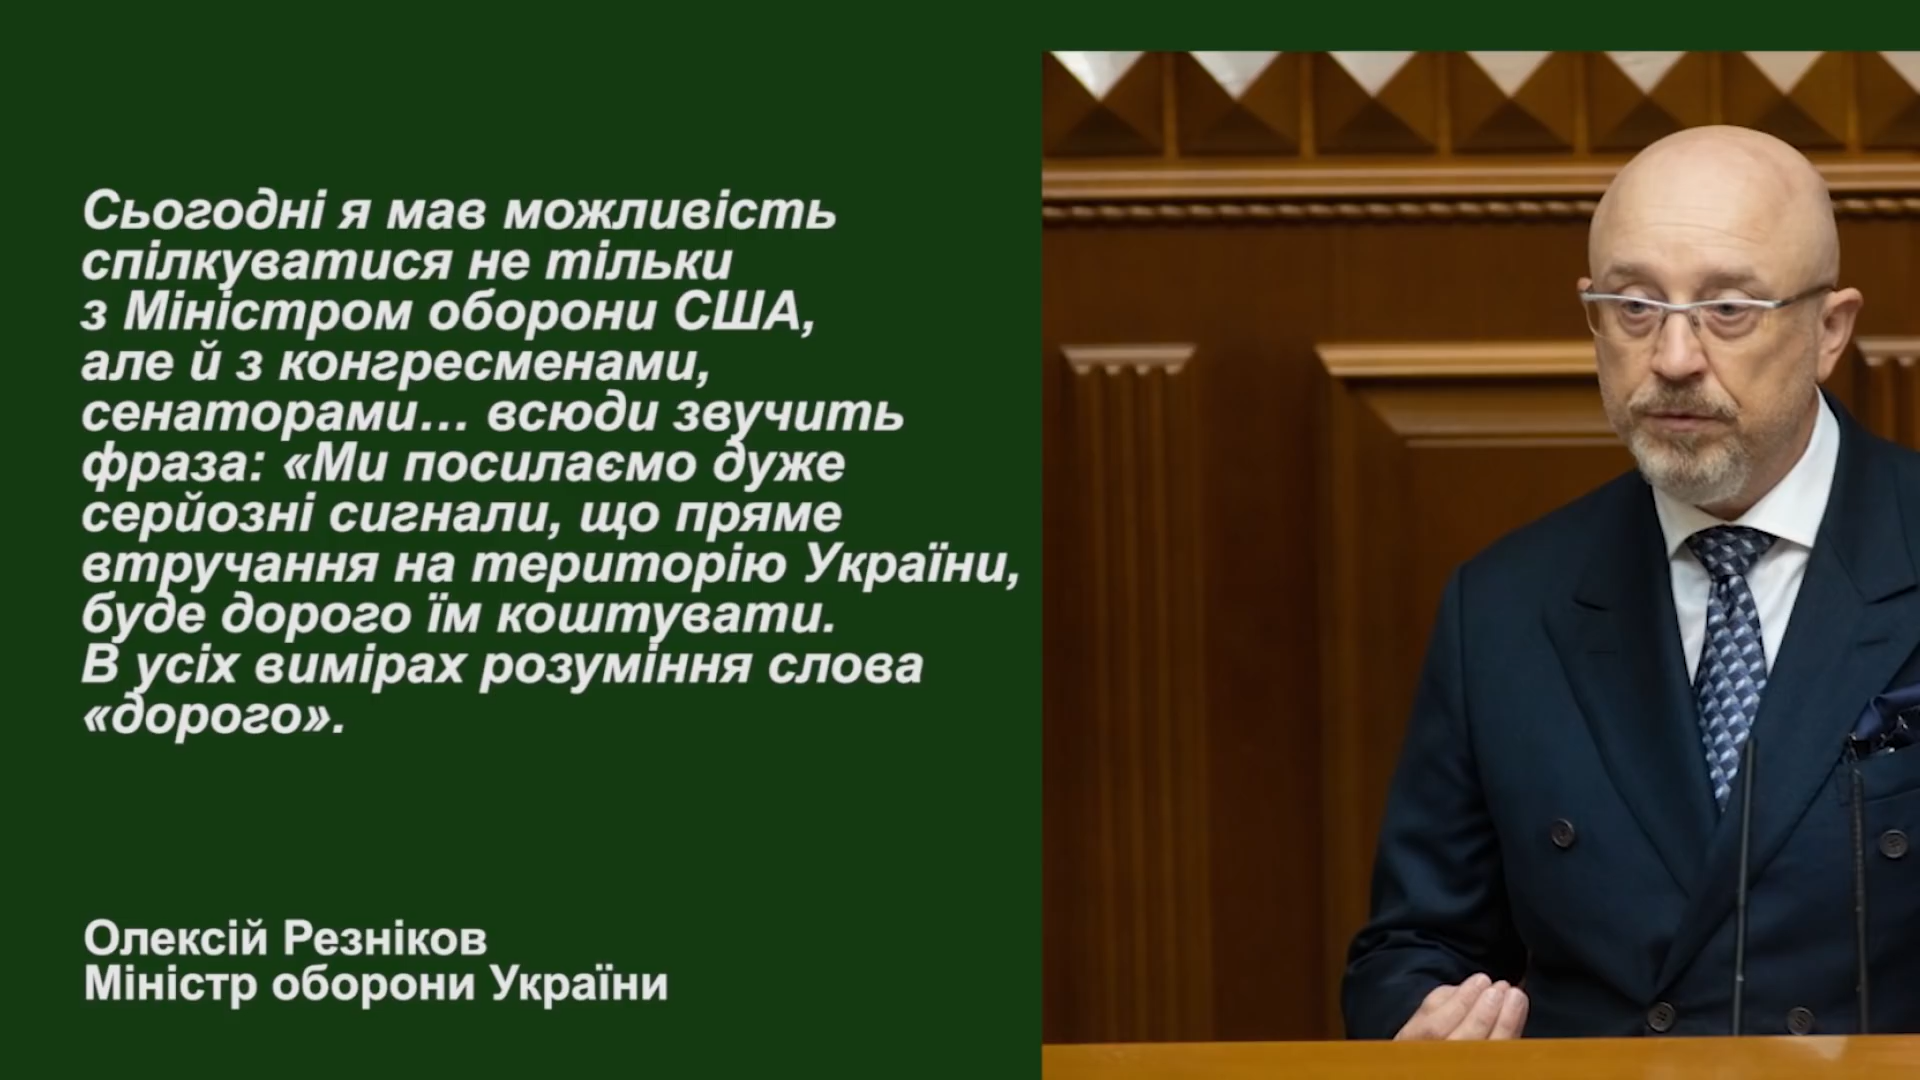 Сьогодні я мав можливість
спілкуватися не тільки
з Міністром оборони США,
але й з конгресменами,
сенаторами... всюди звучить
фраза: «Ми посилаємо дуже
серйозні сигнали, що пряме
втручання на територію України,
буде дорого їм коштувати.
В усіх вимірах розуміння слова
«дорого».
Олексій Резніков
Міністр оборони України